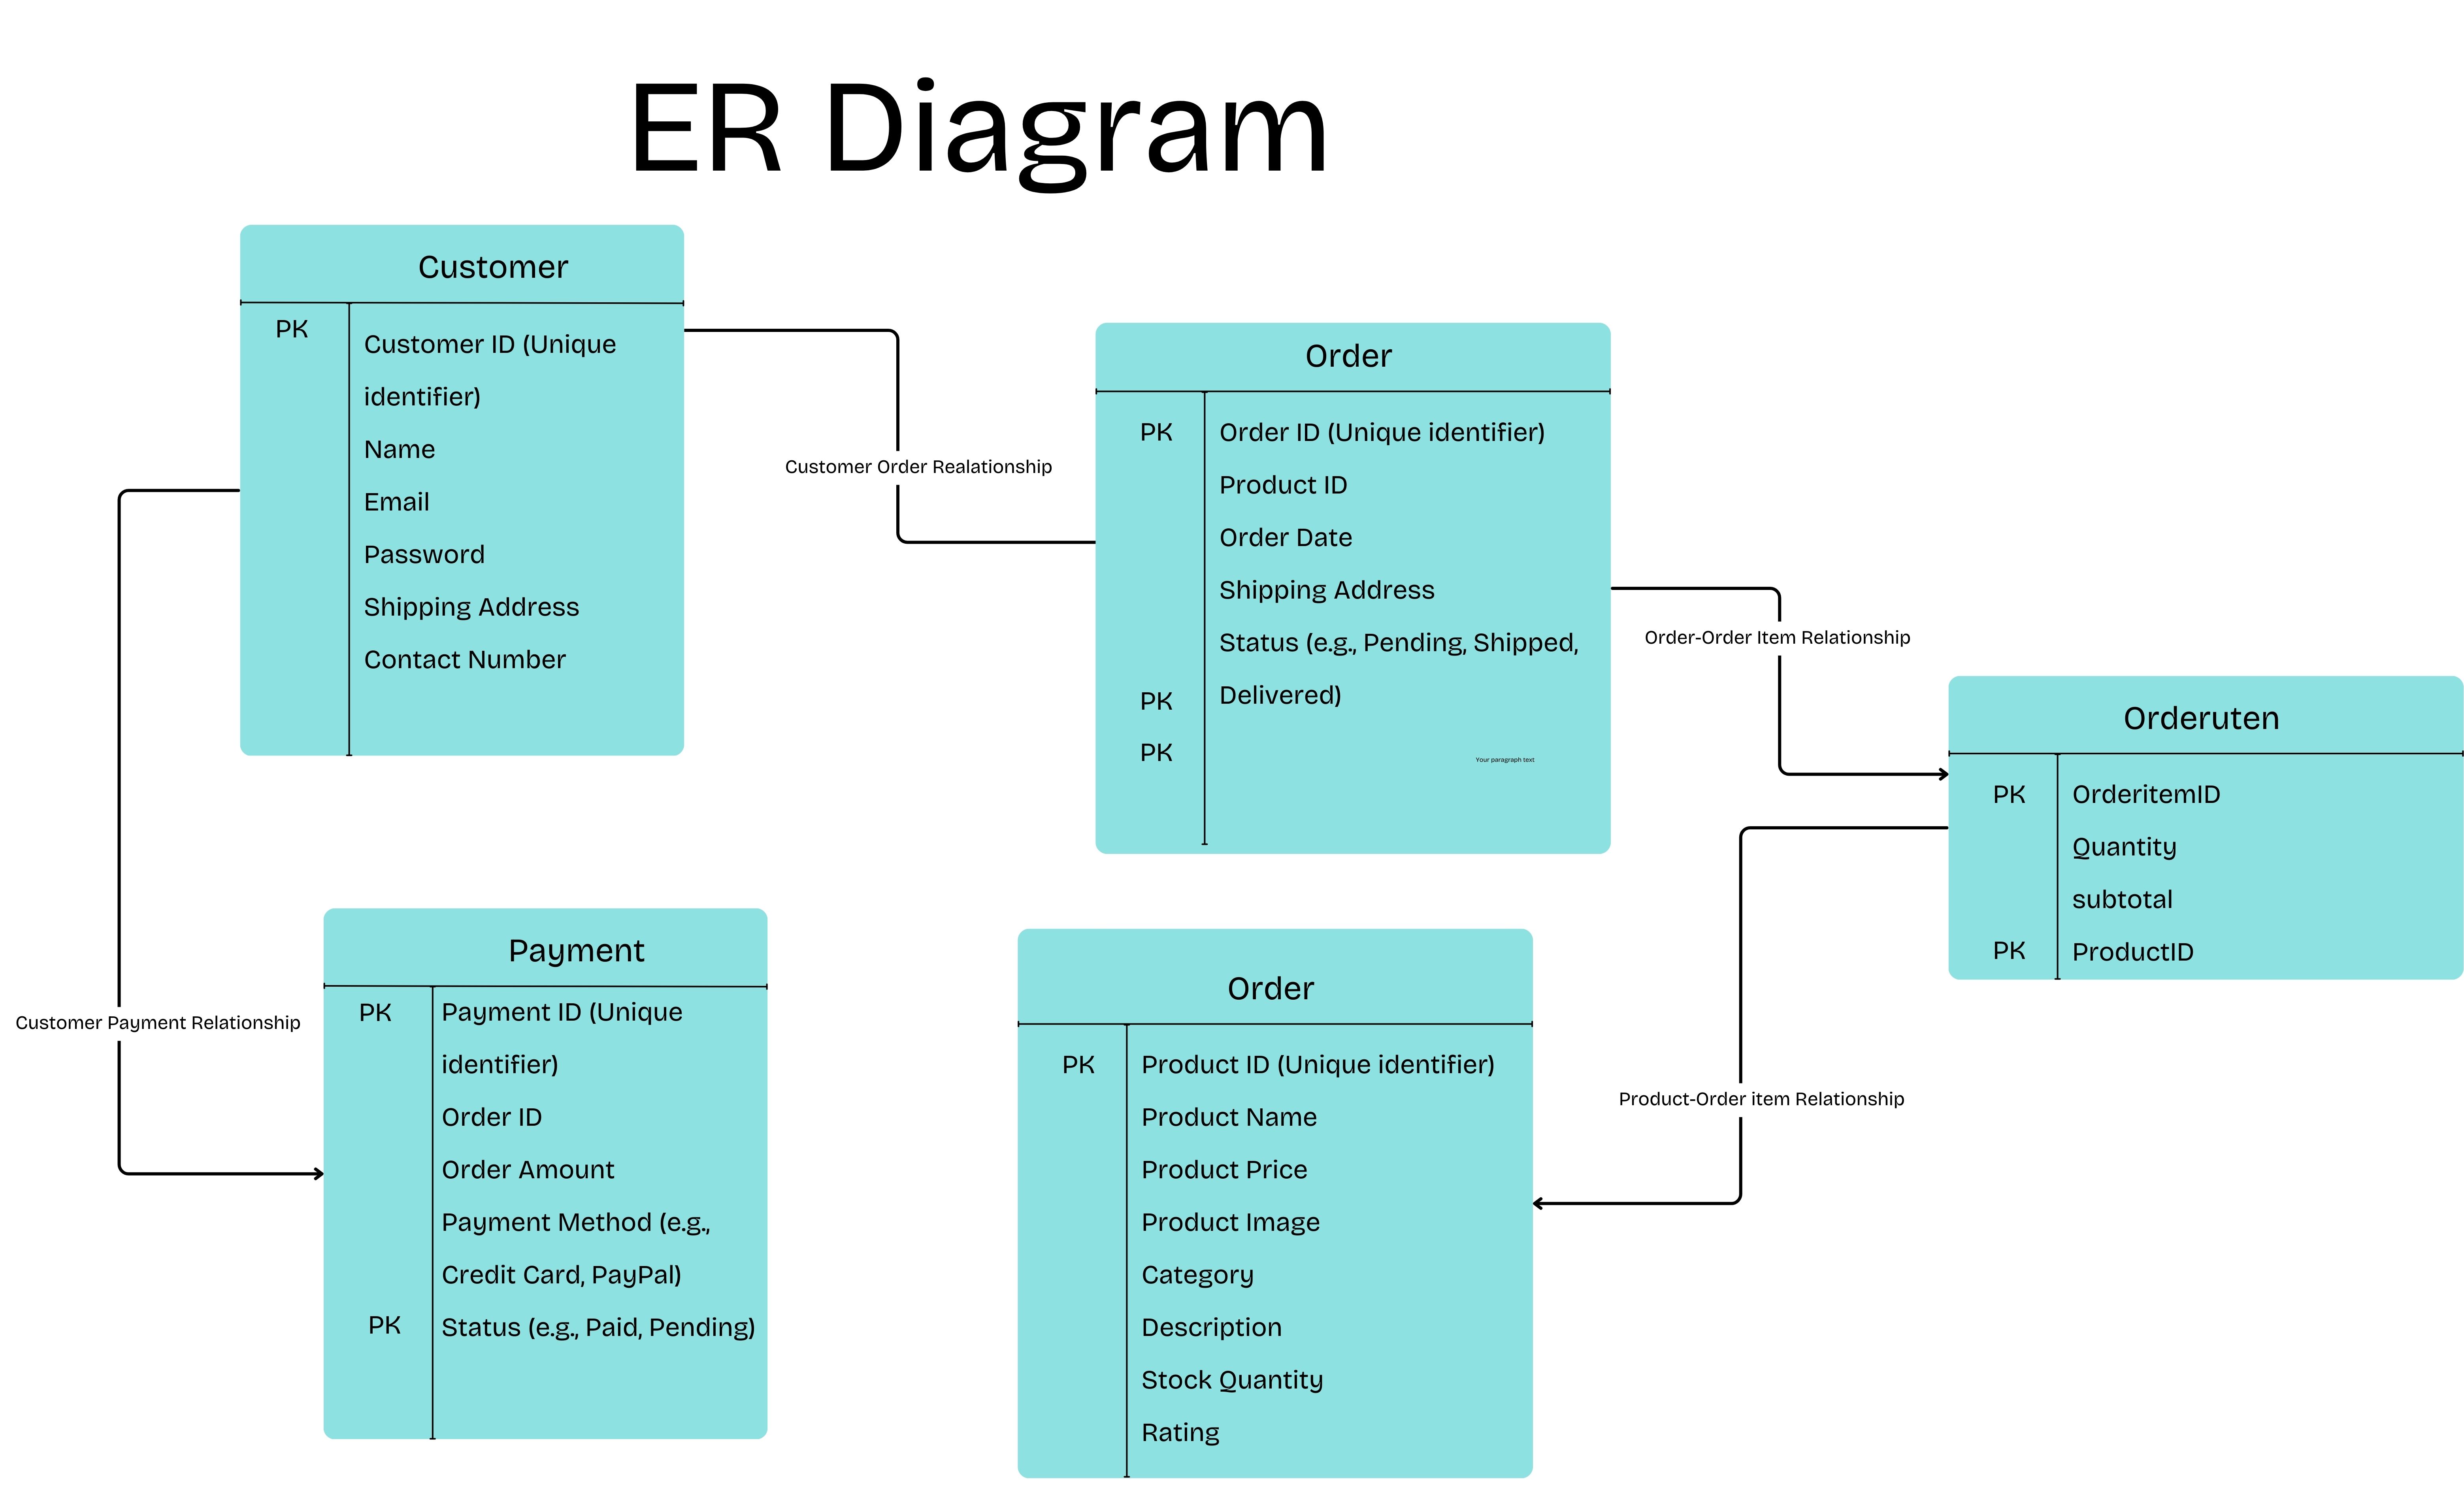 ER Diagram
Customer
PK
Customer ID (Unique
identifier)
Name
Email
Password
Shipping Address
Contact Number
Customer Order Realationship
Order
PK
Order ID (Unique identifier)
Product ID
Order Date
Shipping Address
Status (e.g., Pending, Shipped,
PK
Delivered)
PK
Your paragraph text
Order-Order Item Relationship
Orderuten
PK
OrderitemID
Quantity
subtotal
PK
ProductID
Customer Payment Relationship
Payment
PK
Payment ID (Unique
identifier)
Order ID
Order Amount
Payment Method (e.g.,
Credit Card, PayPal)
PK
Status (e.g., Paid, Pending)
Order
PK
Product ID (Unique identifier)
Product Name
Product Price
Product Image
Category
Description
Stock Quantity
Rating
Product-Order item Relationship